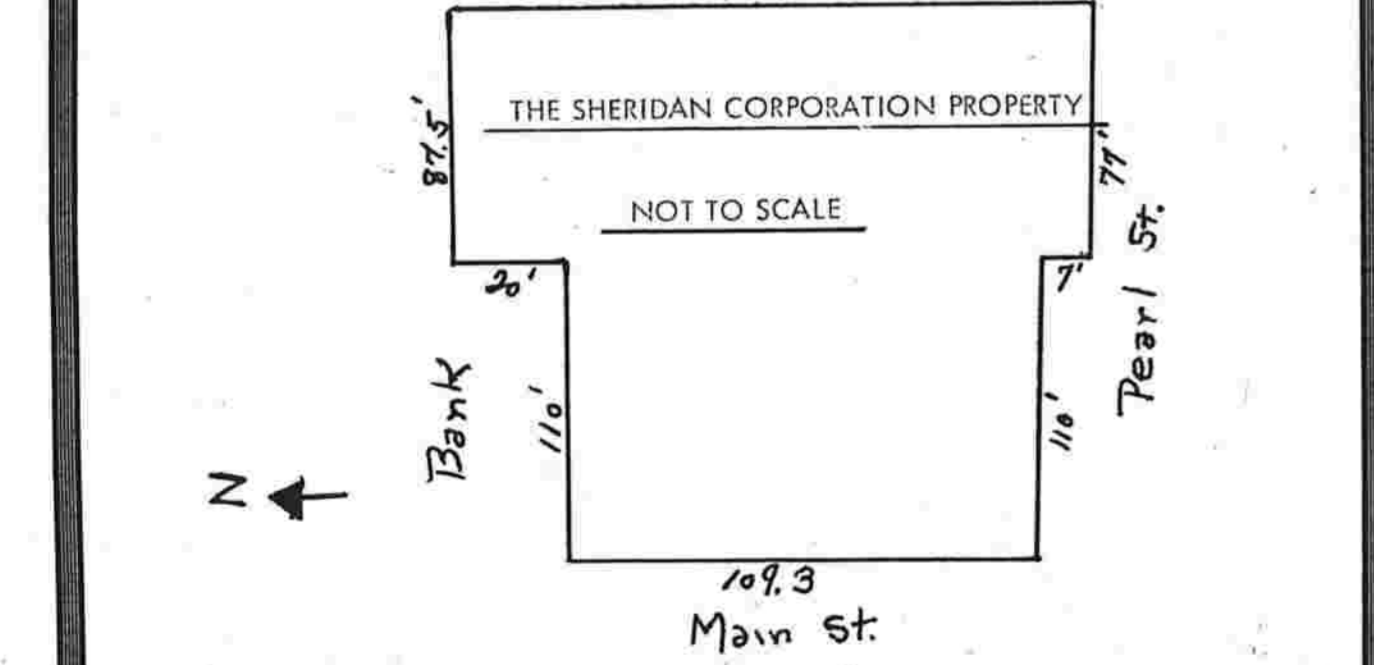 THE SHERIDAN CORPORATION PROPERTY
87.5'
77'
NOT TO SCALE
20'
7'
Pearl St.
Bank
110'
110'
N
109.3
Main St.